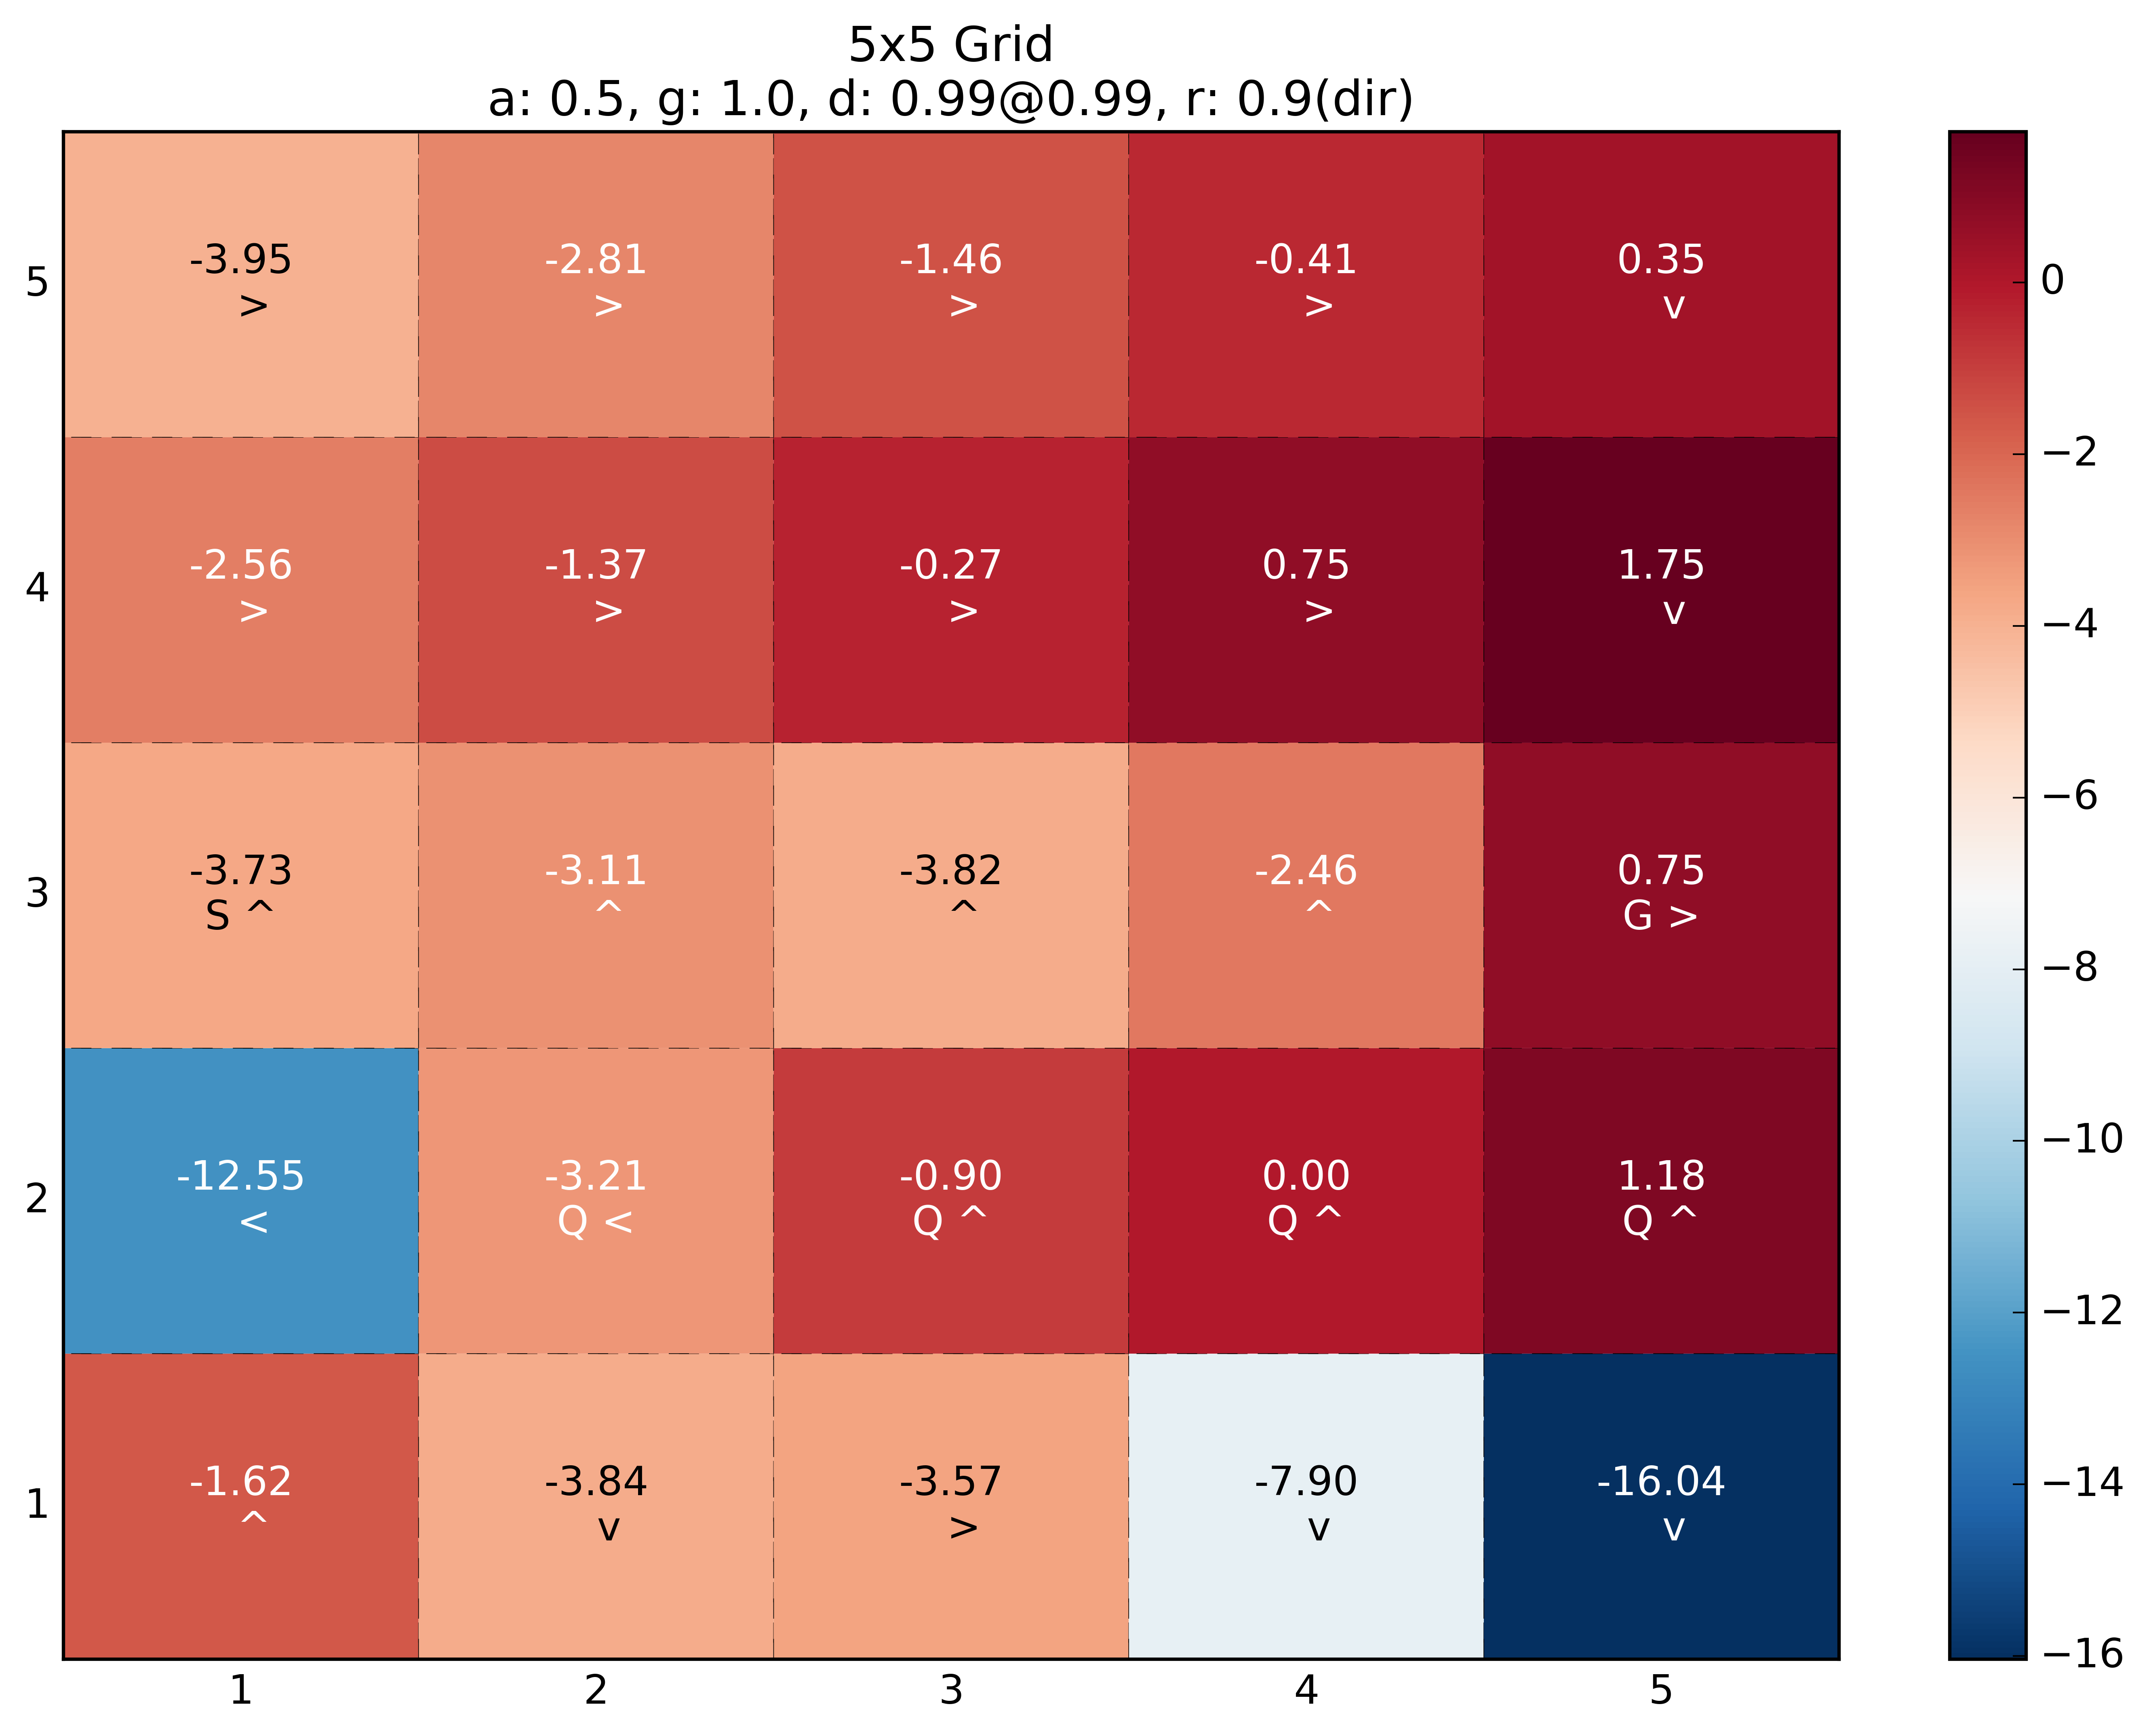 5x5 Grid
a: 0.5, g: 1.0, d: 0.99@0.99, r: 0.9(dir)
5 -3.95 -2.81 -1.46 -0.41 0.35
> > > > v
4 -2.56 -1.37 -0.27 0.75 1.75
> > > > v
3 -3.73 -3.11 -3.82 -2.46 0.75
S ^ ^ ^ ^ G >
2 -12.55 -3.21 -0.90 0.00 1.18
< Q < Q ^ Q ^ Q ^
1 -1.62 -3.84 -3.57 -7.90 -16.04
^ v > v v
1 2 3 4 5
0
−2
−4
−6
−8
−10
−12
−14
−16